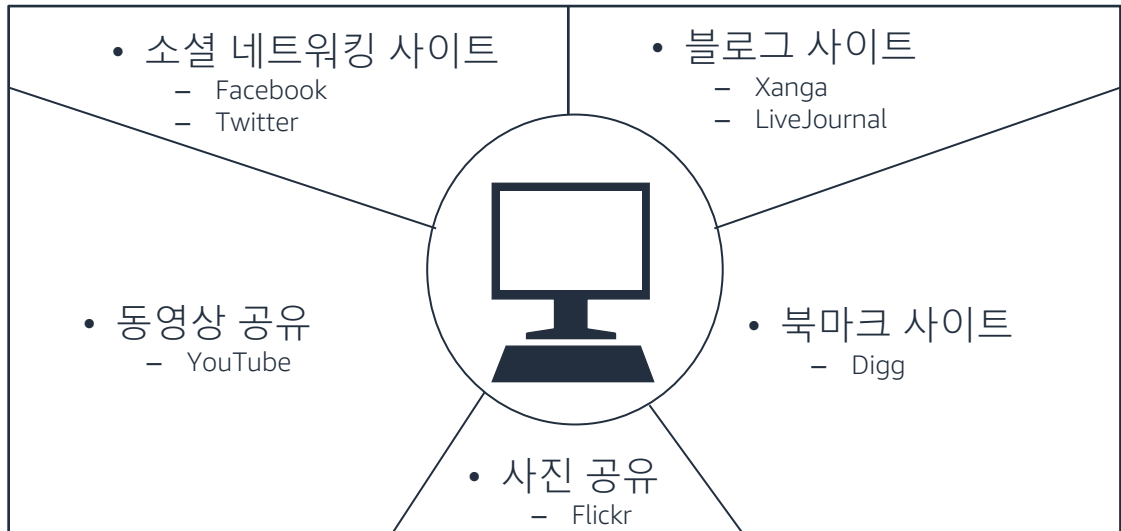 • 소셜 네트워킹 사이트
– Facebook
– Twitter
• 블로그 사이트
– Xanga
– LiveJournal
• 동영상 공유
– YouTube
• 북마크 사이트
– Digg
• 사진 공유
– Flickr